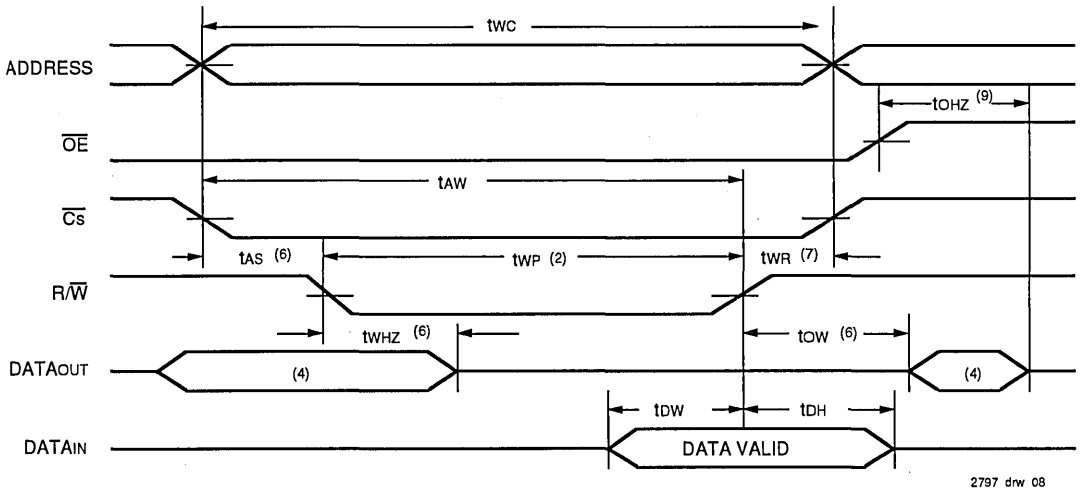 tWC
ADDRESS
tOHZ (9)
OE
tAW
CS
tAS (6) tWP (2) tWR (7)
R/W
tWHZ (6) tOW (6)
DATAOUT (4) (4)
tDW tDH
DATAIN DATA VALID
2797 drw 08